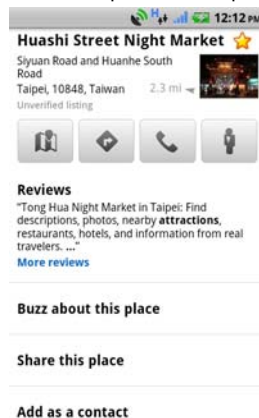 12:12 PM
Huashi Street Night Market
Siyuan Road and Huanhe South
Road
Taipei, 10848, Taiwan 2.3 mi
Unverified listing
Reviews
"Tong Hua Night Market in Taipei: Find
descriptions, photos, nearby attractions,
restaurants, hotels, and information from real
travelers. ..."
More reviews
Buzz about this place
Share this place
Add as a contact